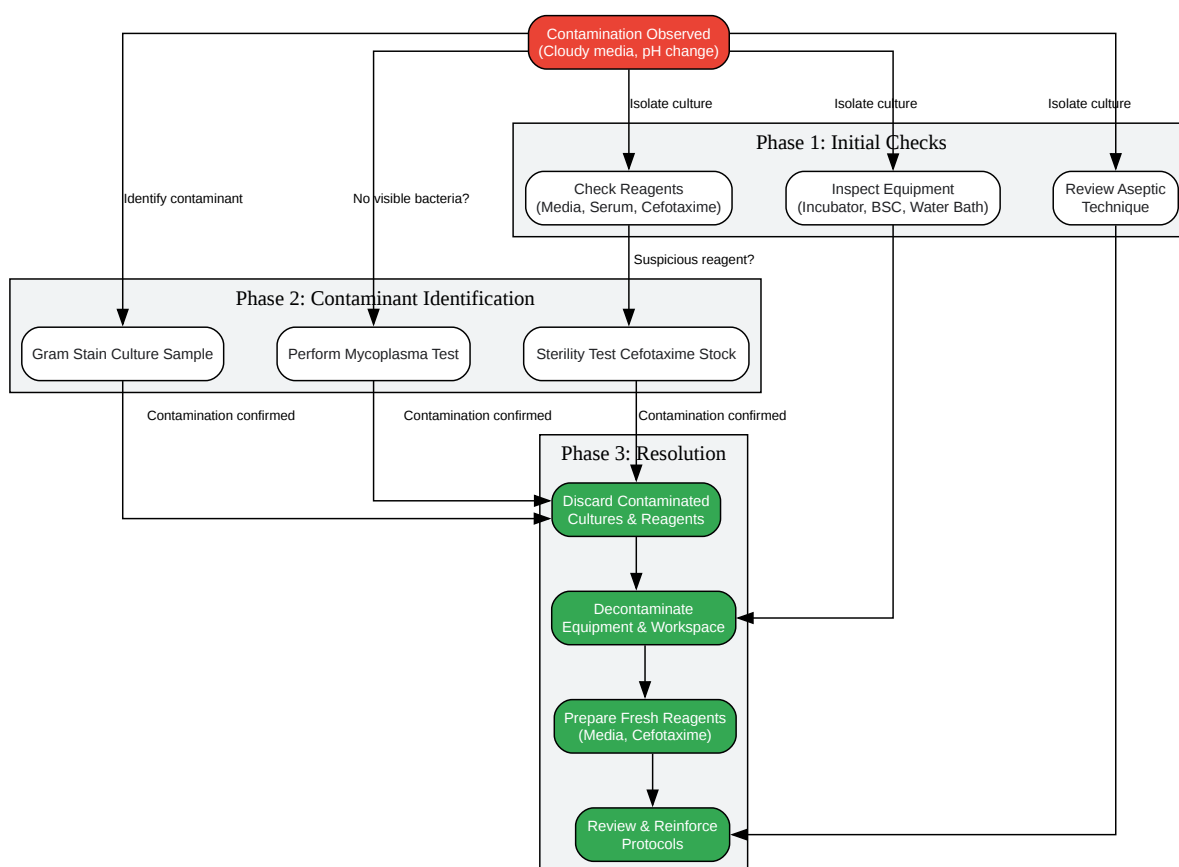 Contamination Observed
(Cloudy media, pH change)
Isolate culture
Isolate culture
Isolate culture
Phase 1: Initial Checks
Check Reagents
(Media, Serum, Cefotaxime)
Inspect Equipment
(Incubator, BSC, Water Bath)
Review Aseptic
Technique
Identify contaminant
No visible bacteria?
Suspicious reagent?
Phase 2: Contaminant Identification
Gram Stain Culture Sample
Perform Mycoplasma Test
Sterility Test Cefotaxime Stock
Contamination confirmed
Contamination confirmed
Contamination confirmed
Phase 3: Resolution
Discard Contaminated
Cultures & Reagents
Decontaminate
Equipment & Workspace
Prepare Fresh Reagents
(Media, Cefotaxime)
Review & Reinforce
Protocols